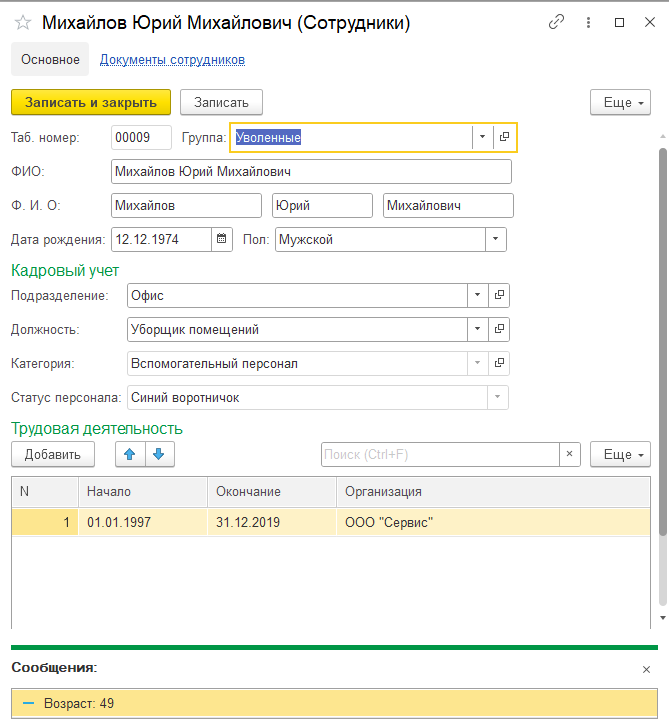 Михайлов Юрий Михайлович (Сотрудники)
Основное Документы сотрудников
Записать и закрыть Записать Еще
Таб. номер: 00009 Группа: Уволенные
ФИО: Михайлов Юрий Михайлович
Ф. И. О: Михайлов Юрий Михайлович
Дата рождения: 12.12.1974 Пол: Мужской
Кадровый учет
Подразделение: Офис
Должность: Уборщик помещений
Категория: Вспомогательный персонал
Статус персонала: Синий воротничок
Трудовая деятельность
Добавить Поиск (Ctrl+F) × Еще
N Начало Окончание Организация
1 01.01.1997 31.12.2019 ООО "Сервис"
Сообщения: ×
Возраст: 49